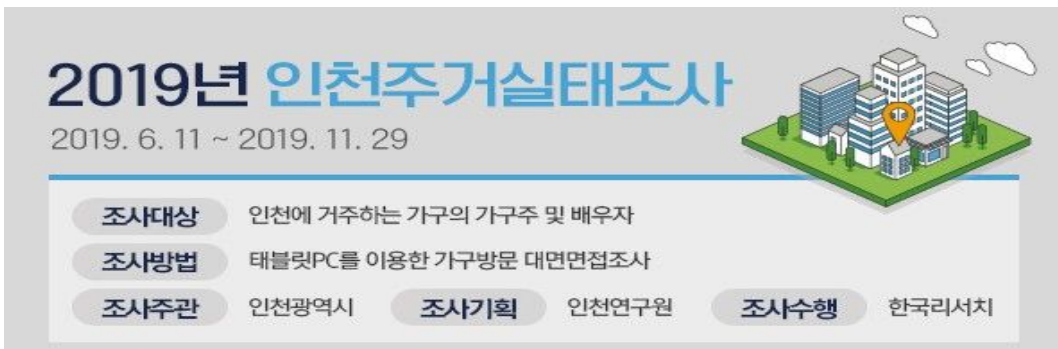 2019년 인천주거실태조사
2019. 6. 11 ~ 2019. 11. 29
조사대상 인천에 거주하는 가구의 가구주 및 배우자
조사방법 태블릿PC를 이용한 가구방문 대면면접조사
조사주관 인천광역시 조사기획 인천연구원 조사수행 한국리서치